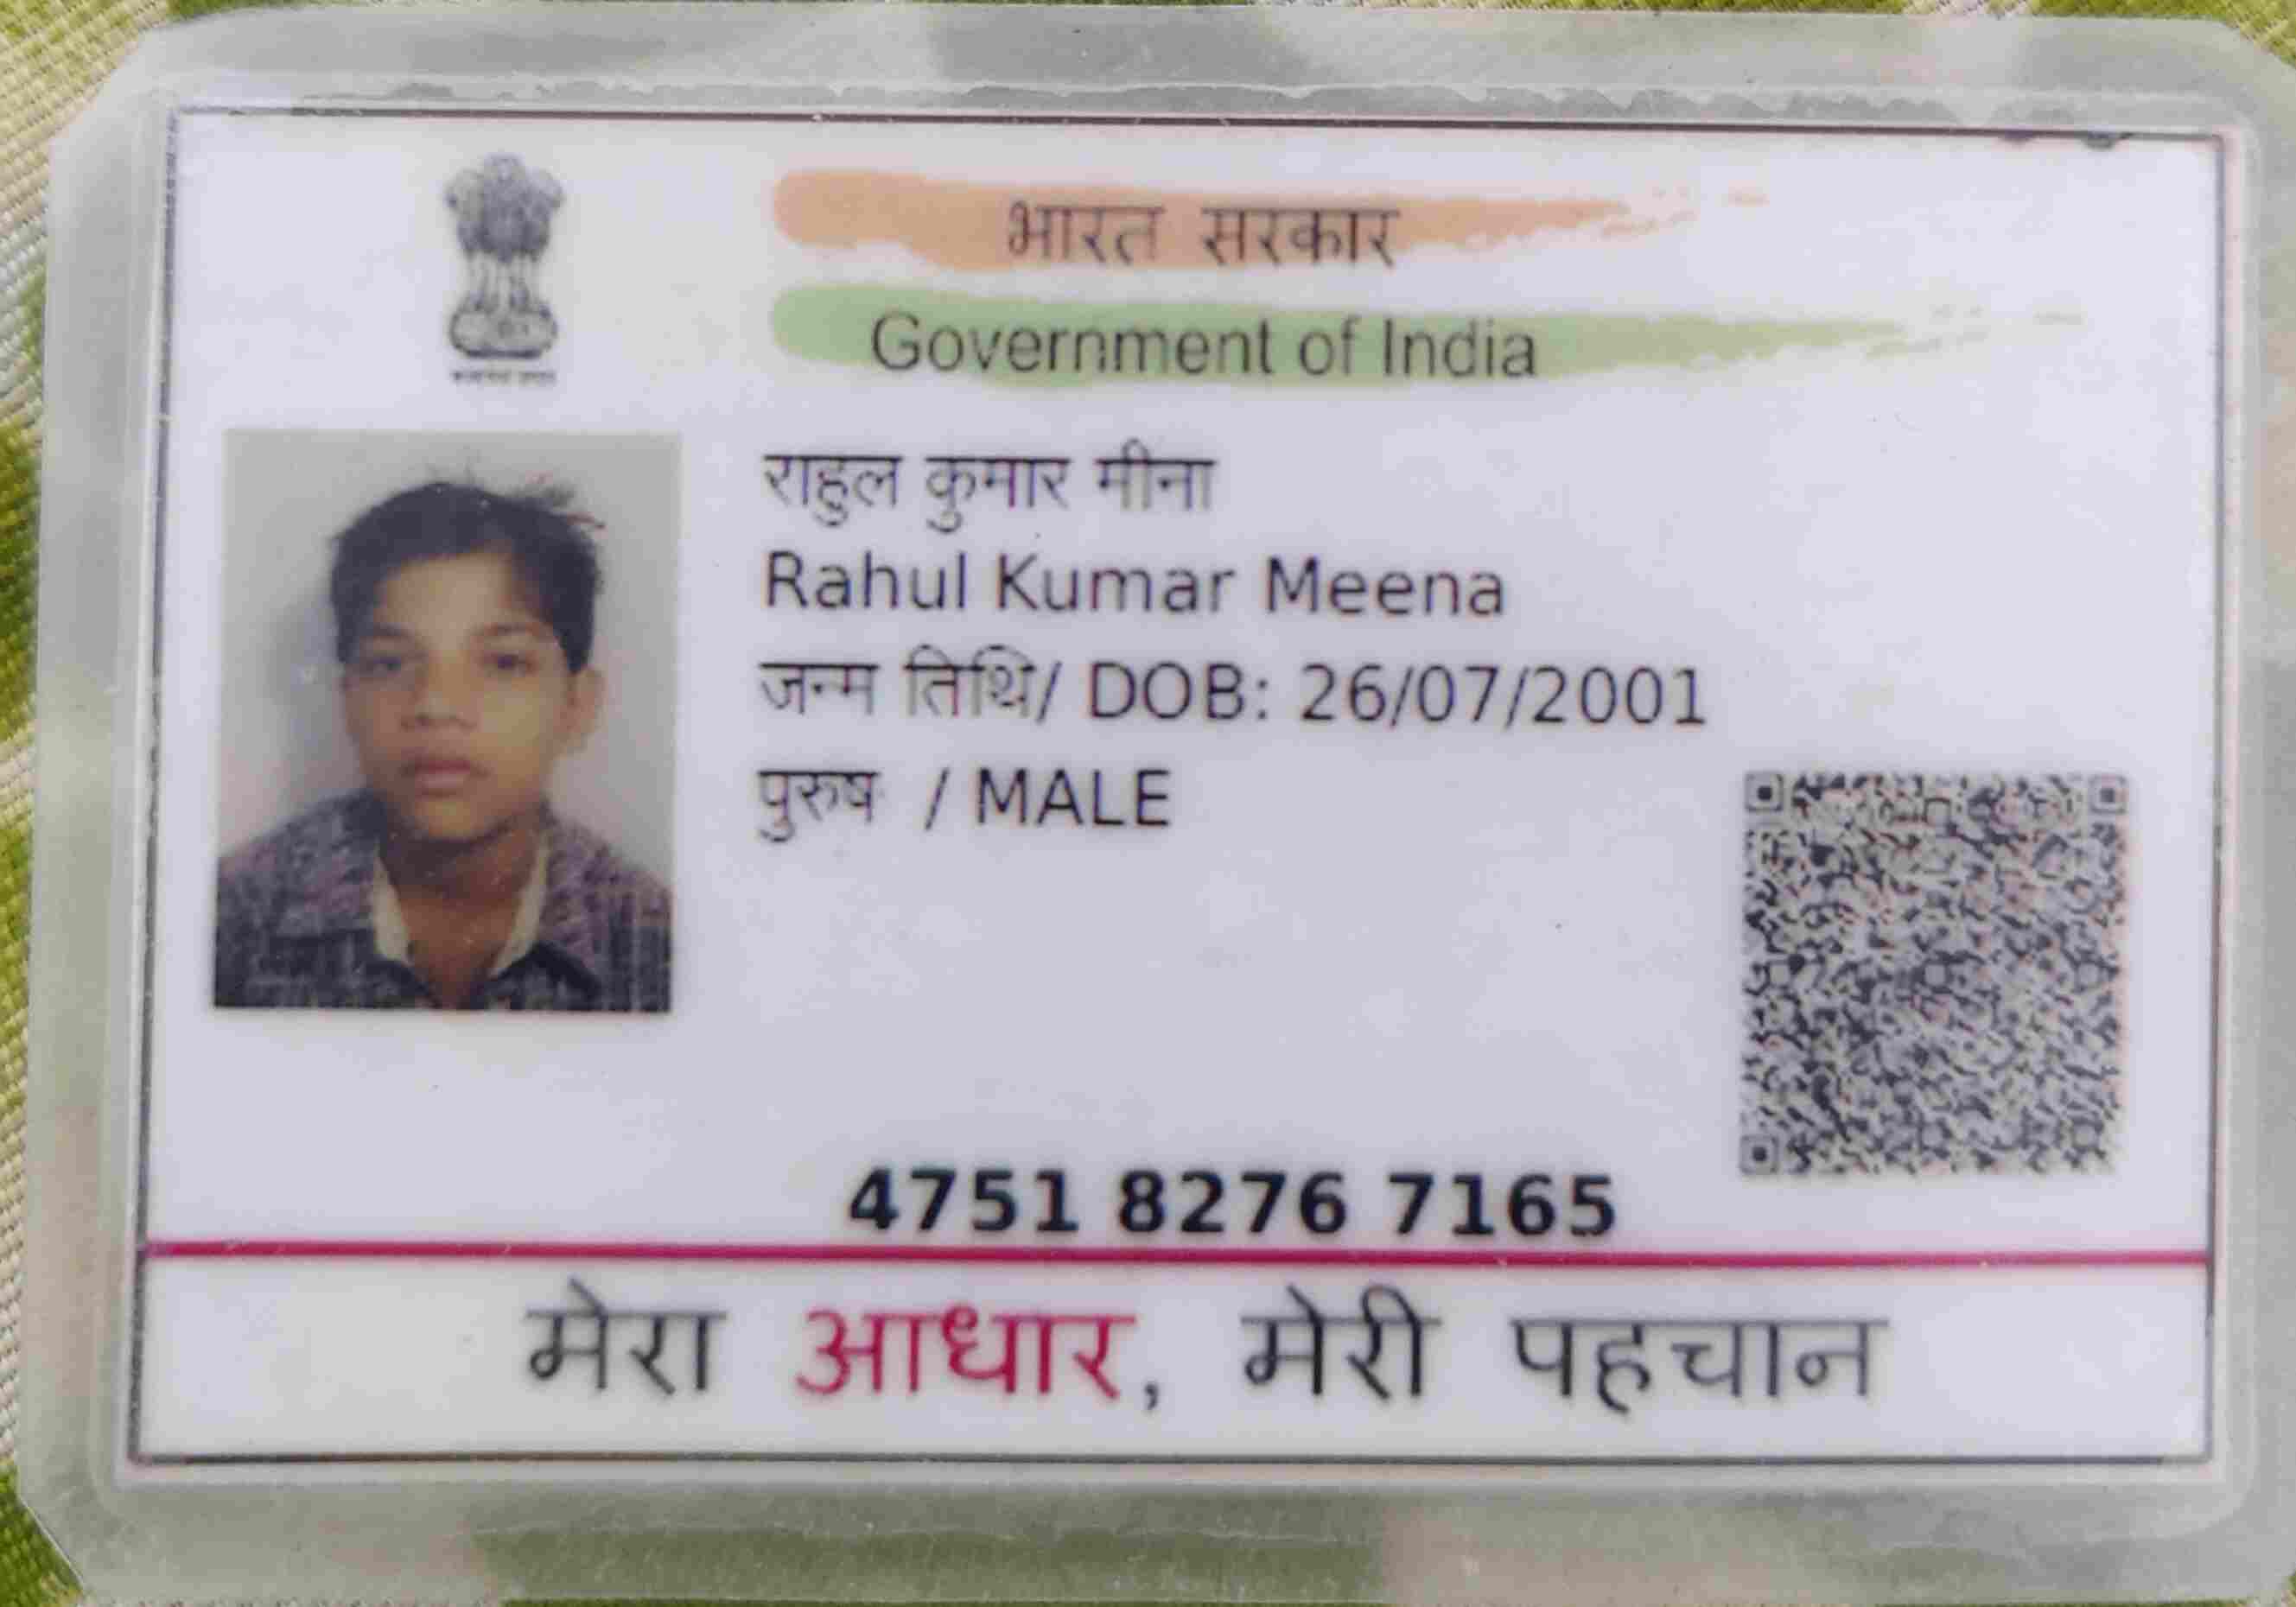 भारत सरकार
Government of India
राहुल कुमार मीना
Rahul Kumar Meena
जन्म तिथि/ DOB: 26/07/2001
पुरुष / MALE
4751 8276 7165
मेरा आधार, मेरी पहचान